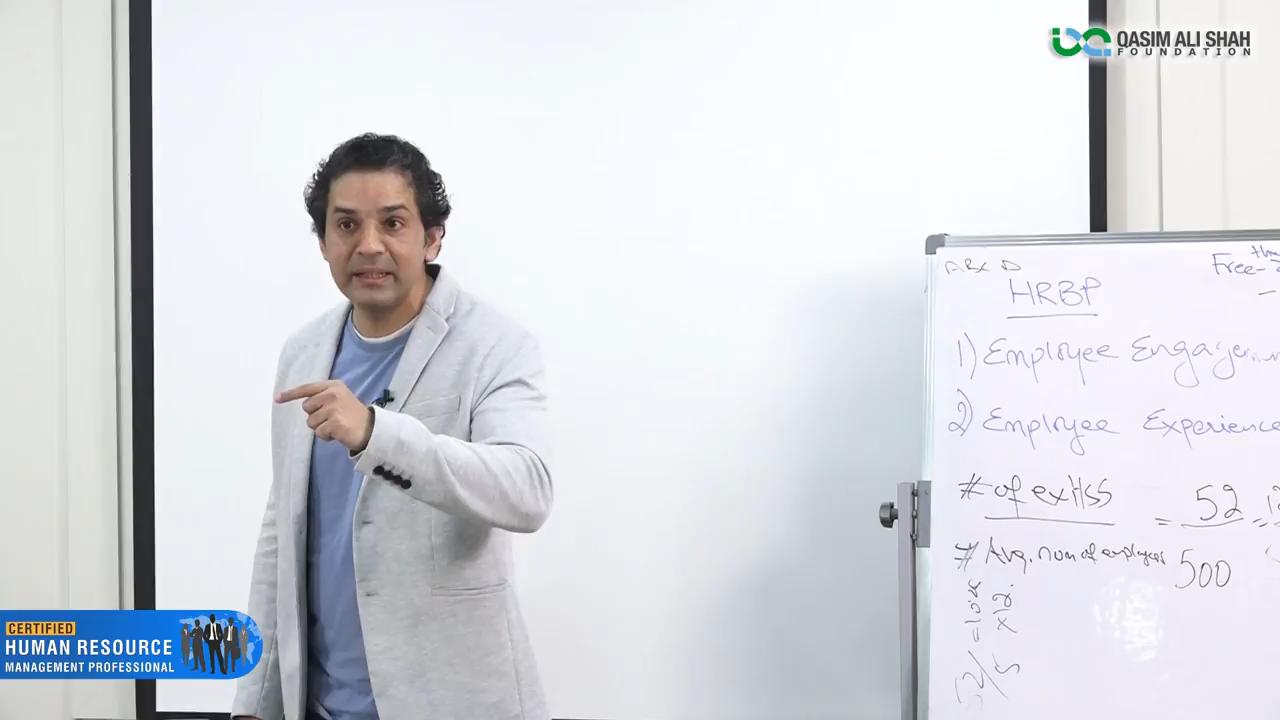 QASIM ALI SHAH
FOUNDATION
ABC D
Free-
HRBP
1) Employee Engagem
2) Employee Experience
# of exits
= 52 =
# Avg. num of employees 500
CERTIFIED
HUMAN RESOURCE
MANAGEMENT PROFESSIONAL